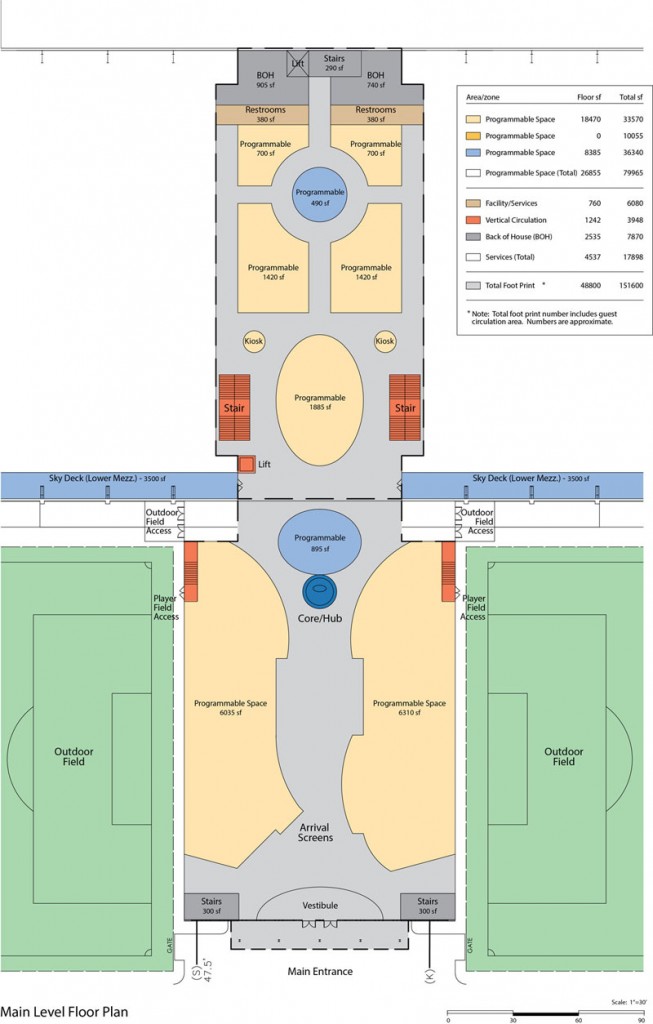 Lift
Stairs
290 sf
BOH
905 sf
BOH
740 sf
Restrooms
380 sf
Restrooms
380 sf
Programmable
700 sf
Programmable
700 sf
Programmable
490 sf
Programmable
1420 sf
Programmable
1420 sf
Kiosk
Kiosk
Programmable
1885 sf
Stair
Stair
Lift
Area/zone Floor sf Total sf
Programmable Space 18470 33570
Programmable Space 0 10055
Programmable Space 8385 36340
Programmable Space (Total) 26855 79965
Facility/Services 760 6080
Vertical Circulation 1242 3948
Back of House (BOH) 2535 7870
Services (Total) 4537 17898
Total Foot Print * 48800 151600
* Note: Total foot print number includes guest
circulation area. Numbers are approximate.
Sky Deck (Lower Mezz.) - 3500 sf
Sky Deck (Lower Mezz.) - 3500 sf
Outdoor
Field
Access
Outdoor
Field
Access
Programmable
895 sf
Core/Hub
Player
Field
Access
Player
Field
Access
Programmable Space
6035 sf
Programmable Space
6310 sf
Outdoor
Field
Outdoor
Field
Arrival
Screens
Stairs
300 sf
Vestibule
Stairs
300 sf
GATE
GATE
(S)
47.5'
(K)
Main Entrance
Main Level Floor Plan
Scale: 1"=30'
0 30 60 90